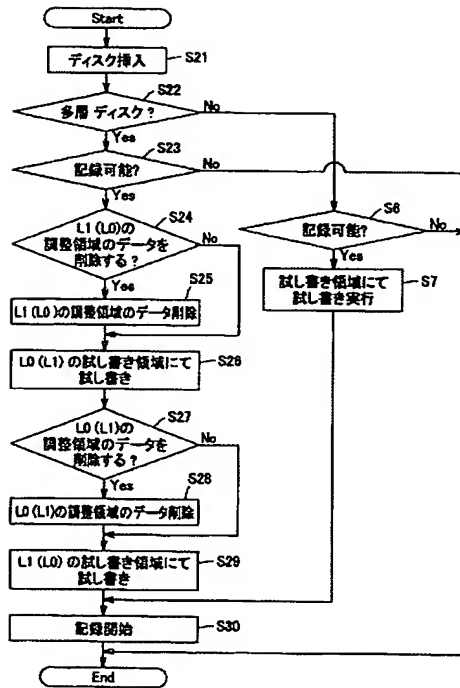 Start
ディスク挿入
S21
S22
多層 ディスク?
No
Yes
S23
記録可能?
No
Yes
S24
L1(L0)の
調整領域のデータを
削除する?
No
Yes
S25
L1(L0)の調整領域のデータ削除
S6
記録可能?
No
Yes
S7
試し書き領域にて
試し書き実行
L0(L1)の試し書き領域にて
試し書き
S26
S27
L0(L1)の
調整領域のデータを
削除する?
No
Yes
S28
L0(L1)の調整領域のデータ削除
L1(L0)の試し書き領域にて
試し書き
S29
記録開始
S30
End